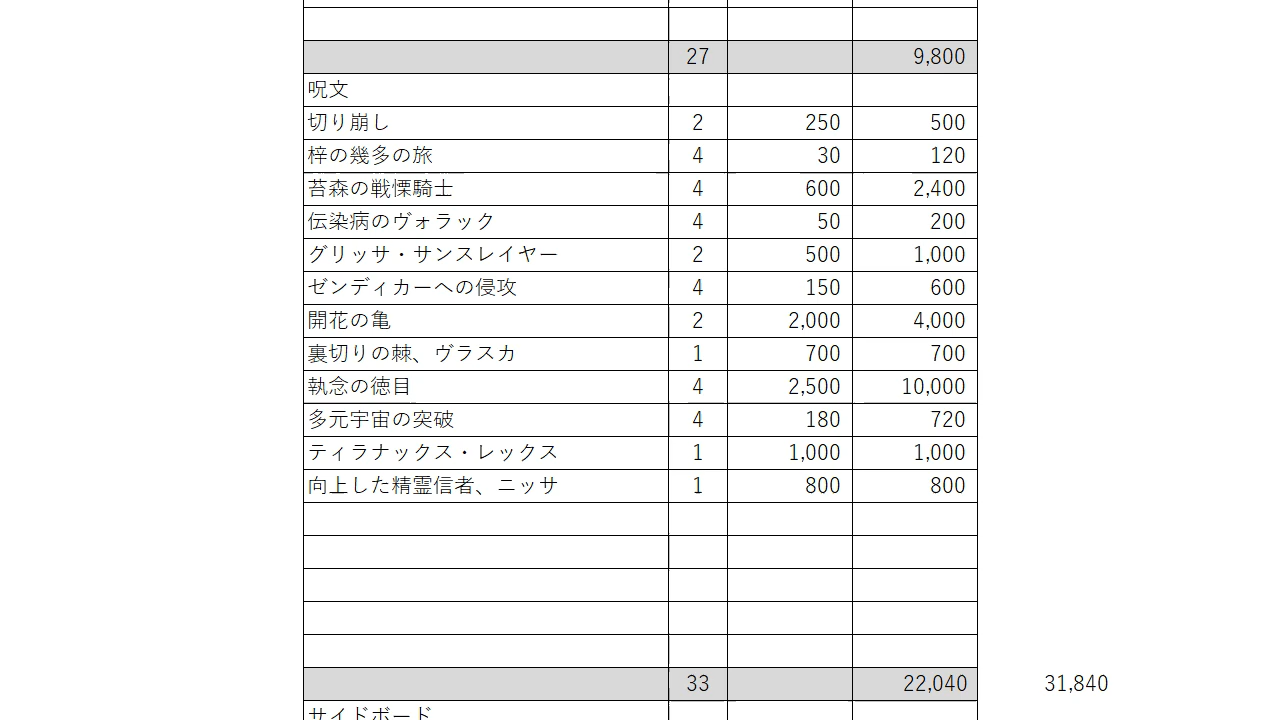 27 9,800
呪文
切り崩し 2 250 500
梓の幾多の旅 4 30 120
苔森の戦慄騎士 4 600 2,400
伝染病のヴォラック 4 50 200
グリッサ・サンスレイヤー 2 500 1,000
ゼンディカーへの侵攻 4 150 600
開花の亀 2 2,000 4,000
裏切りの棘、ヴラスカ 1 700 700
執念の徳目 4 2,500 10,000
多元宇宙の突破 4 180 720
ティラナックス・レックス 1 1,000 1,000
向上した精霊信者、ニッサ 1 800 800
33 22,040 31,840
サイドボード